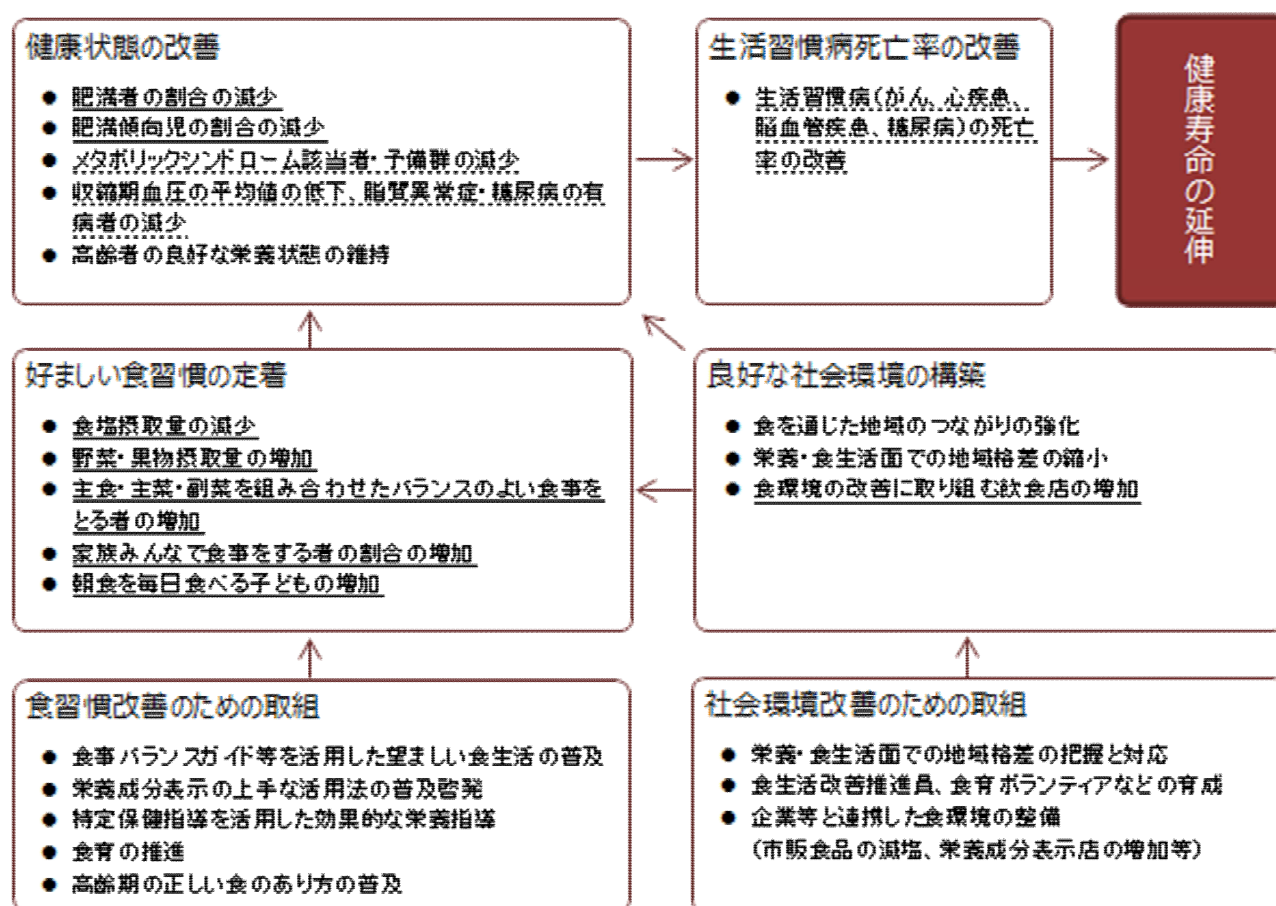 健康状態の改善
● 肥満者の割合の減少
● 肥満傾向児の割合の減少
● メタボリックシンドローム該当者・予備群の減少
● 収縮期血圧の平均値の低下、脂質異常症・糖尿病の有
病者の減少
● 高齢者の良好な栄養状態の維持
生活習慣病死亡率の改善
● 生活習慣病（がん、心疾患、
脳血管疾患、糖尿病）の死亡
率の改善
健康寿命の延伸
好ましい食習慣の定着
● 食塩摂取量の減少
● 野菜・果物摂取量の増加
● 主食・主菜・副菜を組み合わせたバランスのよい食事を
とる者の増加
● 家族みんなで食事をする者の割合の増加
● 朝食を毎日食べる子どもの増加
良好な社会環境の構築
● 食を通じた地域のつながりの強化
● 栄養・食生活面での地域格差の縮小
● 食環境の改善に取り組む飲食店の増加
食習慣改善のための取組
● 食事バランスガイド等を活用した望ましい食生活の普及
● 栄養成分表示の上手な活用法の普及啓発
● 特定保健指導を活用した効果的な栄養指導
● 食育の推進
● 高齢期の正しい食のあり方の普及
社会環境改善のための取組
● 栄養・食生活面での地域格差の把握と対応
● 食生活改善推進員、食育ボランティアなどの育成
● 企業等と連携した食環境の整備
（市販食品の減塩、栄養成分表示店の増加等）